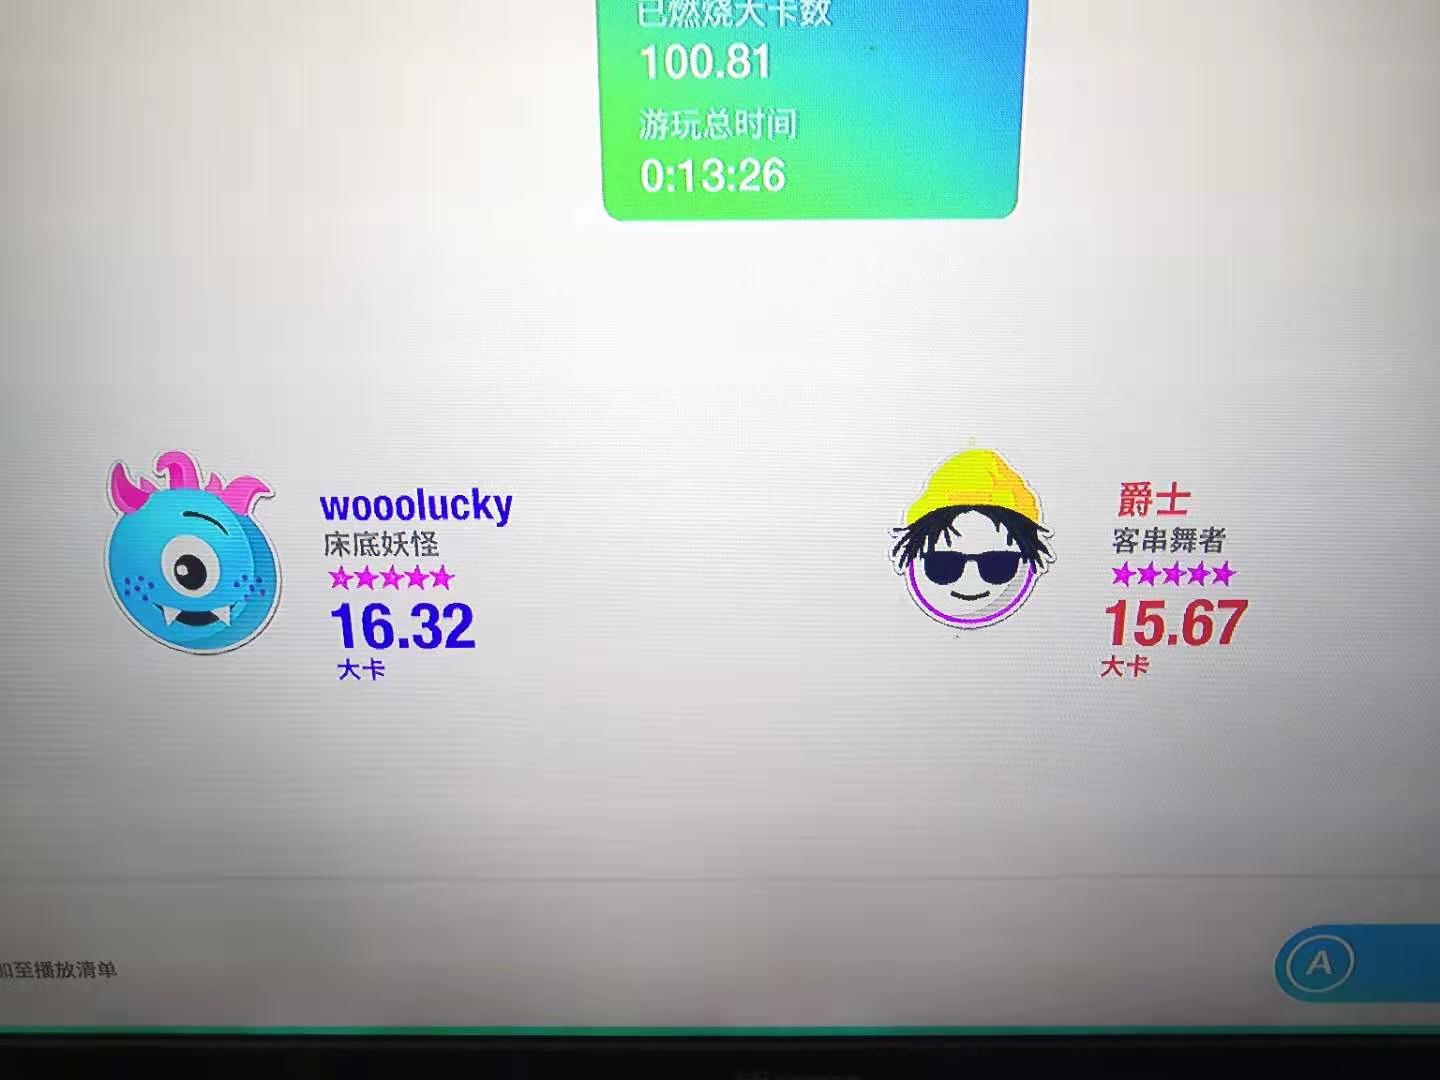 已燃烧大卡数
100.81
游玩总时间
0:13:26
wooolucky
床底妖怪
16.32
大卡
爵士
客串舞者
15.67
大卡
加至播放清单
A